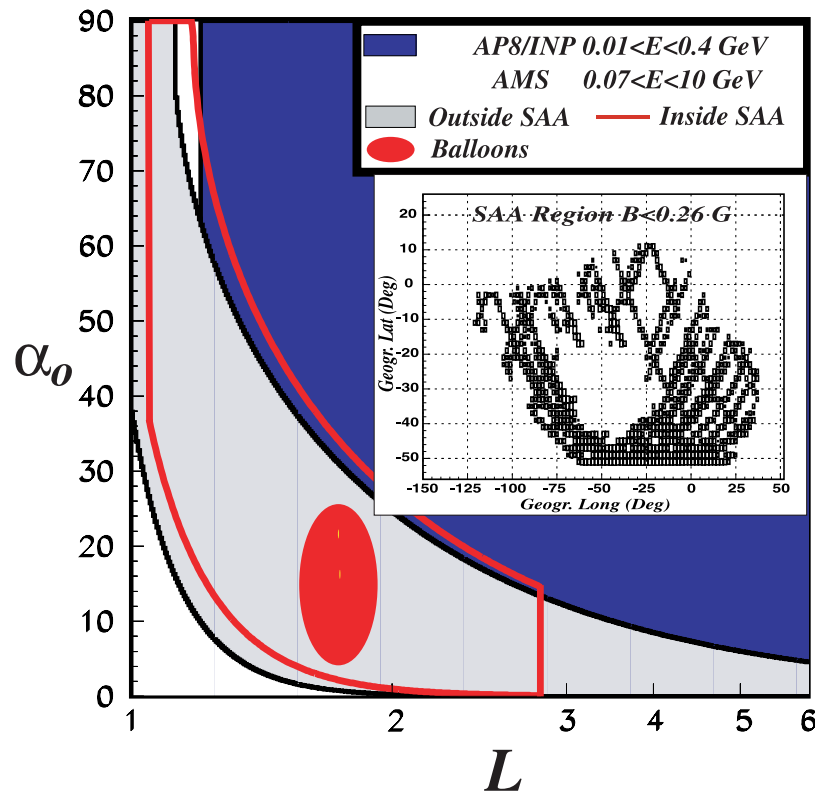 90
80
70
60
50
40
30
20
10
0
αo
1
2
3
4
5
6
L
AP8/INP 0.01<E<0.4 GeV
AMS 0.07<E<10 GeV
Outside SAA Inside SAA
Balloons
SAA Region B<0.26 G
20
10
0
-10
-20
-30
-40
-50
Geogr. Lat (Deg)
-150 -125 -100 -75 -50 -25 0 25 50
Geogr. Long (Deg)